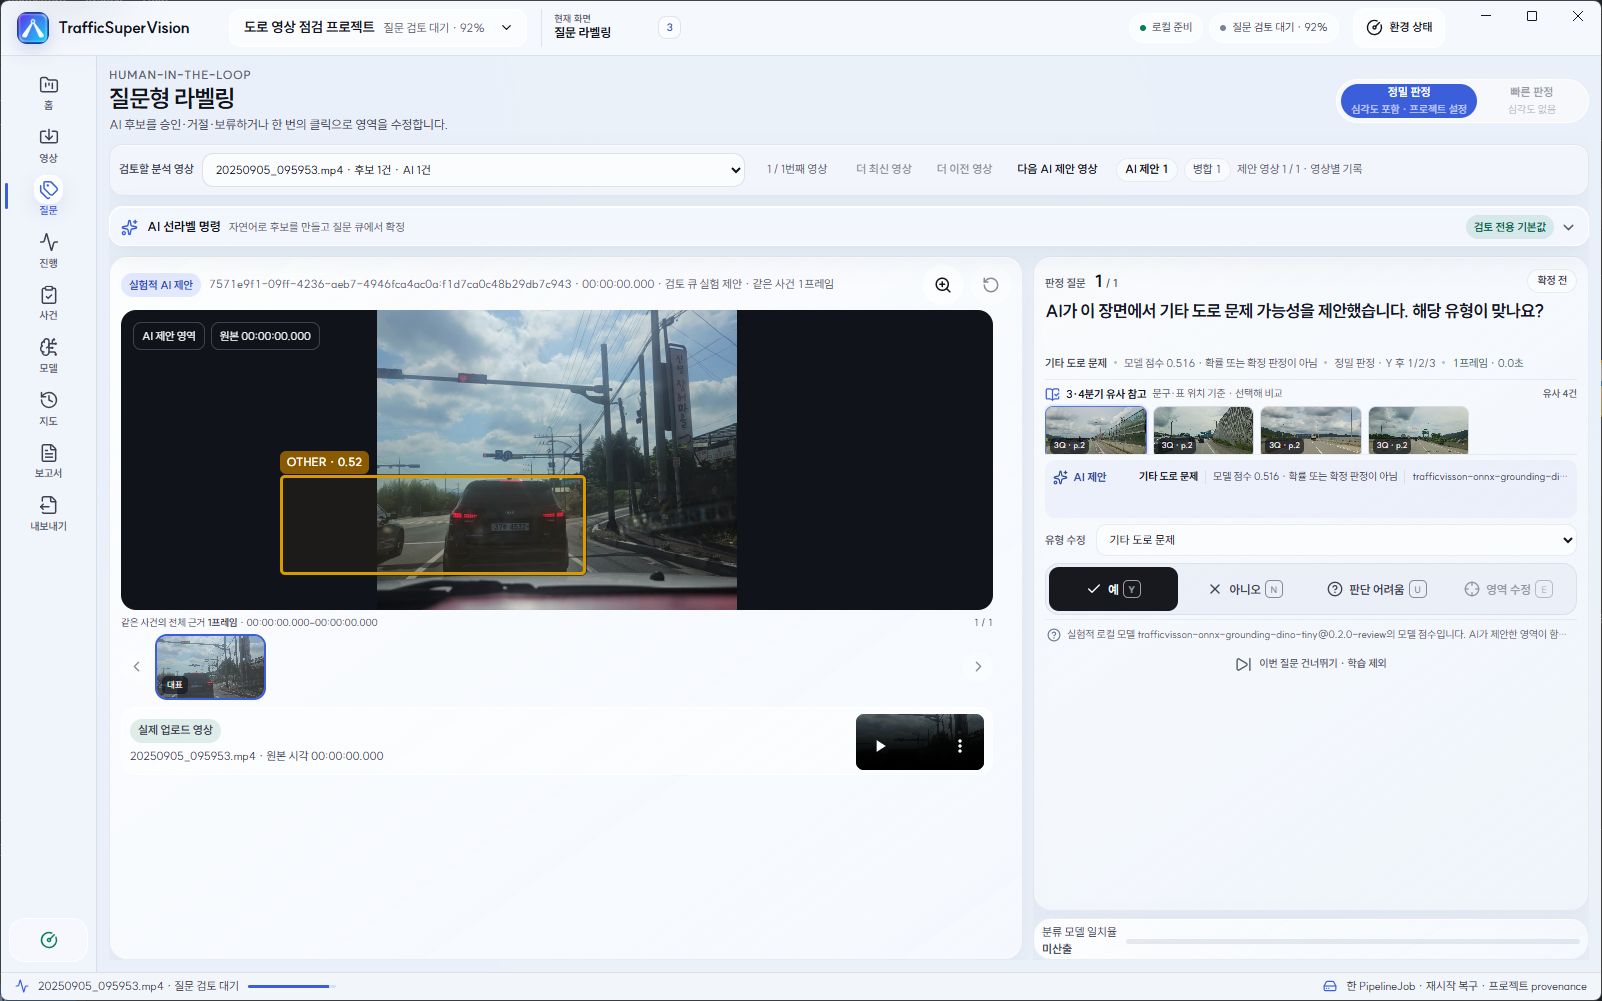 TrafficSuperVision
도로 영상 점검 프로젝트 질문 검토 대기 · 92%
현재 화면
질문 라벨링
3
로컬 준비
질문 검토 대기 · 92%
환경 상태
홈
영상
질문
진행
사건
모델
지도
보고서
내보내기
HUMAN-IN-THE-LOOP
질문형 라벨링
AI 후보를 승인·거절·보류하거나 한 번의 클릭으로 영역을 수정합니다.
정밀 판정
심각도 포함 · 프로젝트 설정
빠른 판정
심각도 없음
검토할 분석 영상
20250905_095953.mp4 · 후보 1건 · AI 1건
1 / 1번째 영상
더 최신 영상
더 이전 영상
다음 AI 제안 영상
AI 제안 1
병합 1
제안 영상 1 / 1 · 영상별 기록
AI 선라벨 명령 자연어로 후보를 만들고 질문 큐에서 확정
검토 전용 기본값
실험적 AI 제안
7571e9f1-09ff-4236-aeb7-4946fca4ac0a:f1d7ca0c48b29db7c943 · 00:00:00.000 · 검토 큐 실험 제안 · 같은 사건 1프레임
AI 제안 영역
원본 00:00:00.000
OTHER · 0.52
같은 사건의 전체 근거 1프레임 · 00:00:00.000–00:00:00.000
1 / 1
대표
실제 업로드 영상
20250905_095953.mp4 · 원본 시각 00:00:00.000
판정 질문 1 / 1
확정 전
AI가 이 장면에서 기타 도로 문제 가능성을 제안했습니다. 해당 유형이 맞나요?
기타 도로 문제 • 모델 점수 0.516 · 확률 또는 확정 판정이 아님 • 정밀 판정 · Y 후 1/2/3 • 1프레임 · 0.0초
3·4분기 유사 참고 문구·표 위치 기준 · 선택해 비교
유사 4건
3Q · p.2
3Q · p.2
3Q · p.2
3Q · p.2
AI 제안
기타 도로 문제
모델 점수 0.516 · 확률 또는 확정 판정이 아님
trafficvisson-onnx-grounding-di…
유형 수정
기타 도로 문제
예 Y
아니오 N
판단 어려움 U
영역 수정 E
실험적 로컬 모델 trafficvisson-onnx-grounding-dino-tiny@0.2.0-review의 모델 점수입니다. AI가 제안한 영역이 함…
이번 질문 건너뛰기 · 학습 제외
분류 모델 일치율
미산출
20250905_095953.mp4 · 질문 검토 대기
한 PipelineJob · 재시작 복구 · 프로젝트 provenance